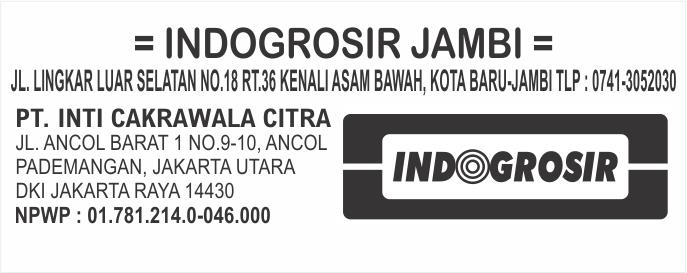 = INDOGROSIR JAMBI =
JL. LINGKAR LUAR SELATAN NO.18 RT.36 KENALI ASAM BAWAH, KOTA BARU-JAMBI TLP : 0741-3052030
PT. INTI CAKRAWALA CITRA
JL. ANCOL BARAT 1 NO.9-10, ANCOL
PADEMANGAN, JAKARTA UTARA
DKI JAKARTA RAYA 14430
NPWP : 01.781.214.0-046.000
INDOGROSIR